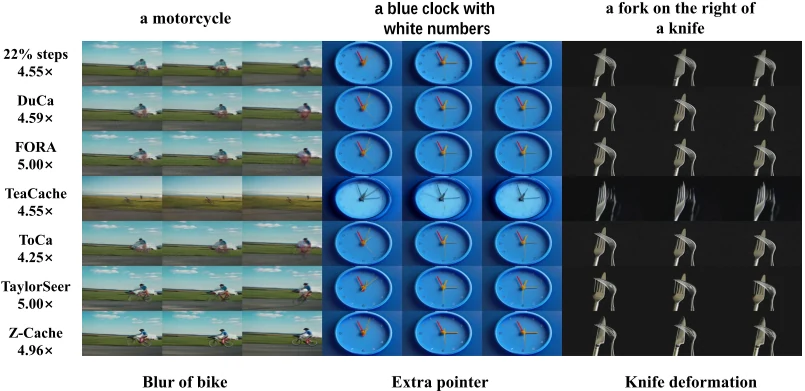 a motorcycle
a blue clock with
white numbers
a fork on the right of
a knife
22% steps
4.55×
DuCa
4.59×
FORA
5.00×
TeaCache
4.55×
ToCa
4.25×
TaylorSeer
5.00×
Z-Cache
4.96×
Blur of bike
Extra pointer
Knife deformation